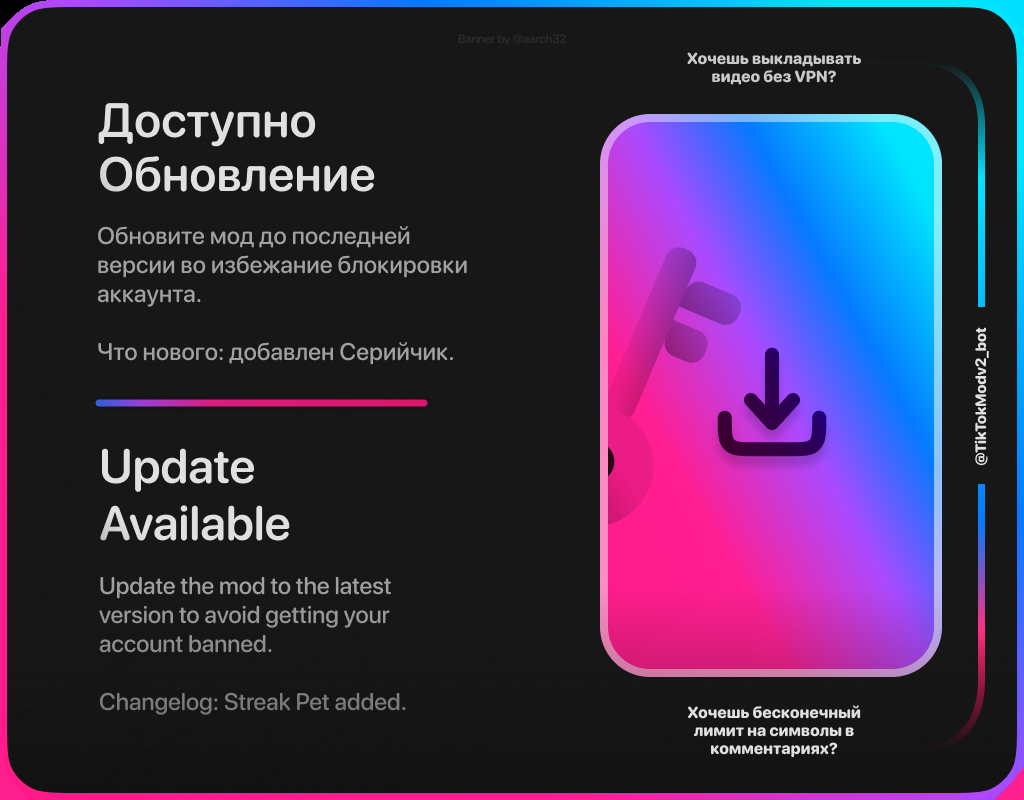 Banner by @aarch32
Хочешь выкладывать
видео без VPN?
Доступно
Обновление
Обновите мод до последней
версии во избежание блокировки
аккаунта.
Что нового: добавлен Серийчик.
Update
Available
Update the mod to the latest
version to avoid getting your
account banned.
Changelog: Streak Pet added.
@TikTokModv2_bot
Хочешь бесконечный
лимит на символы в
комментариях?